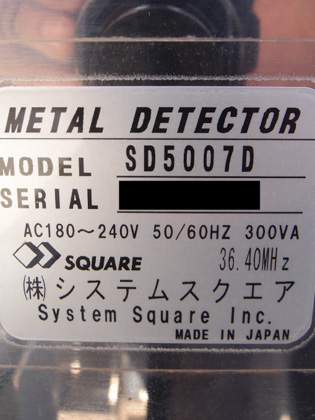 METAL DETECTOR
MODEL SD5007D
SERIAL
AC180～240V 50/60HZ 300VA
SQUARE 36.40MHz
㈱システムスクエア
System Square Inc.
MADE IN JAPAN